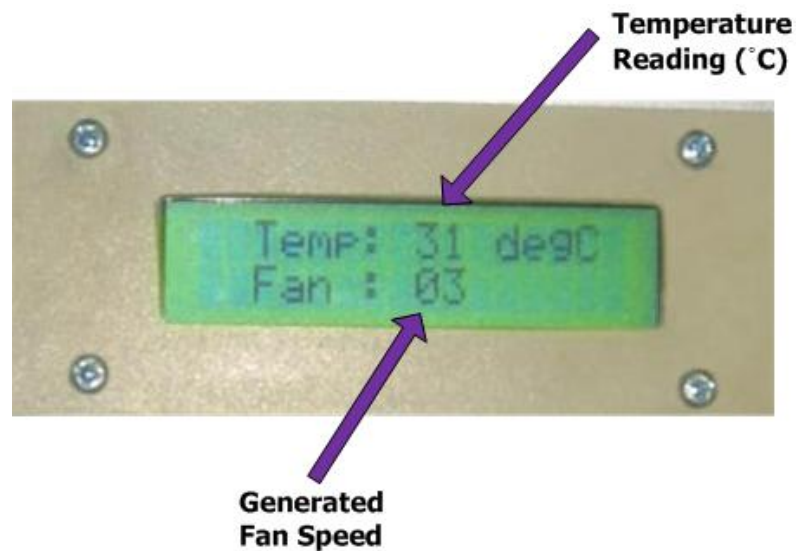 Temperature
Reading (°C)
Temp: 31 degC
Fan : 03
Generated
Fan Speed